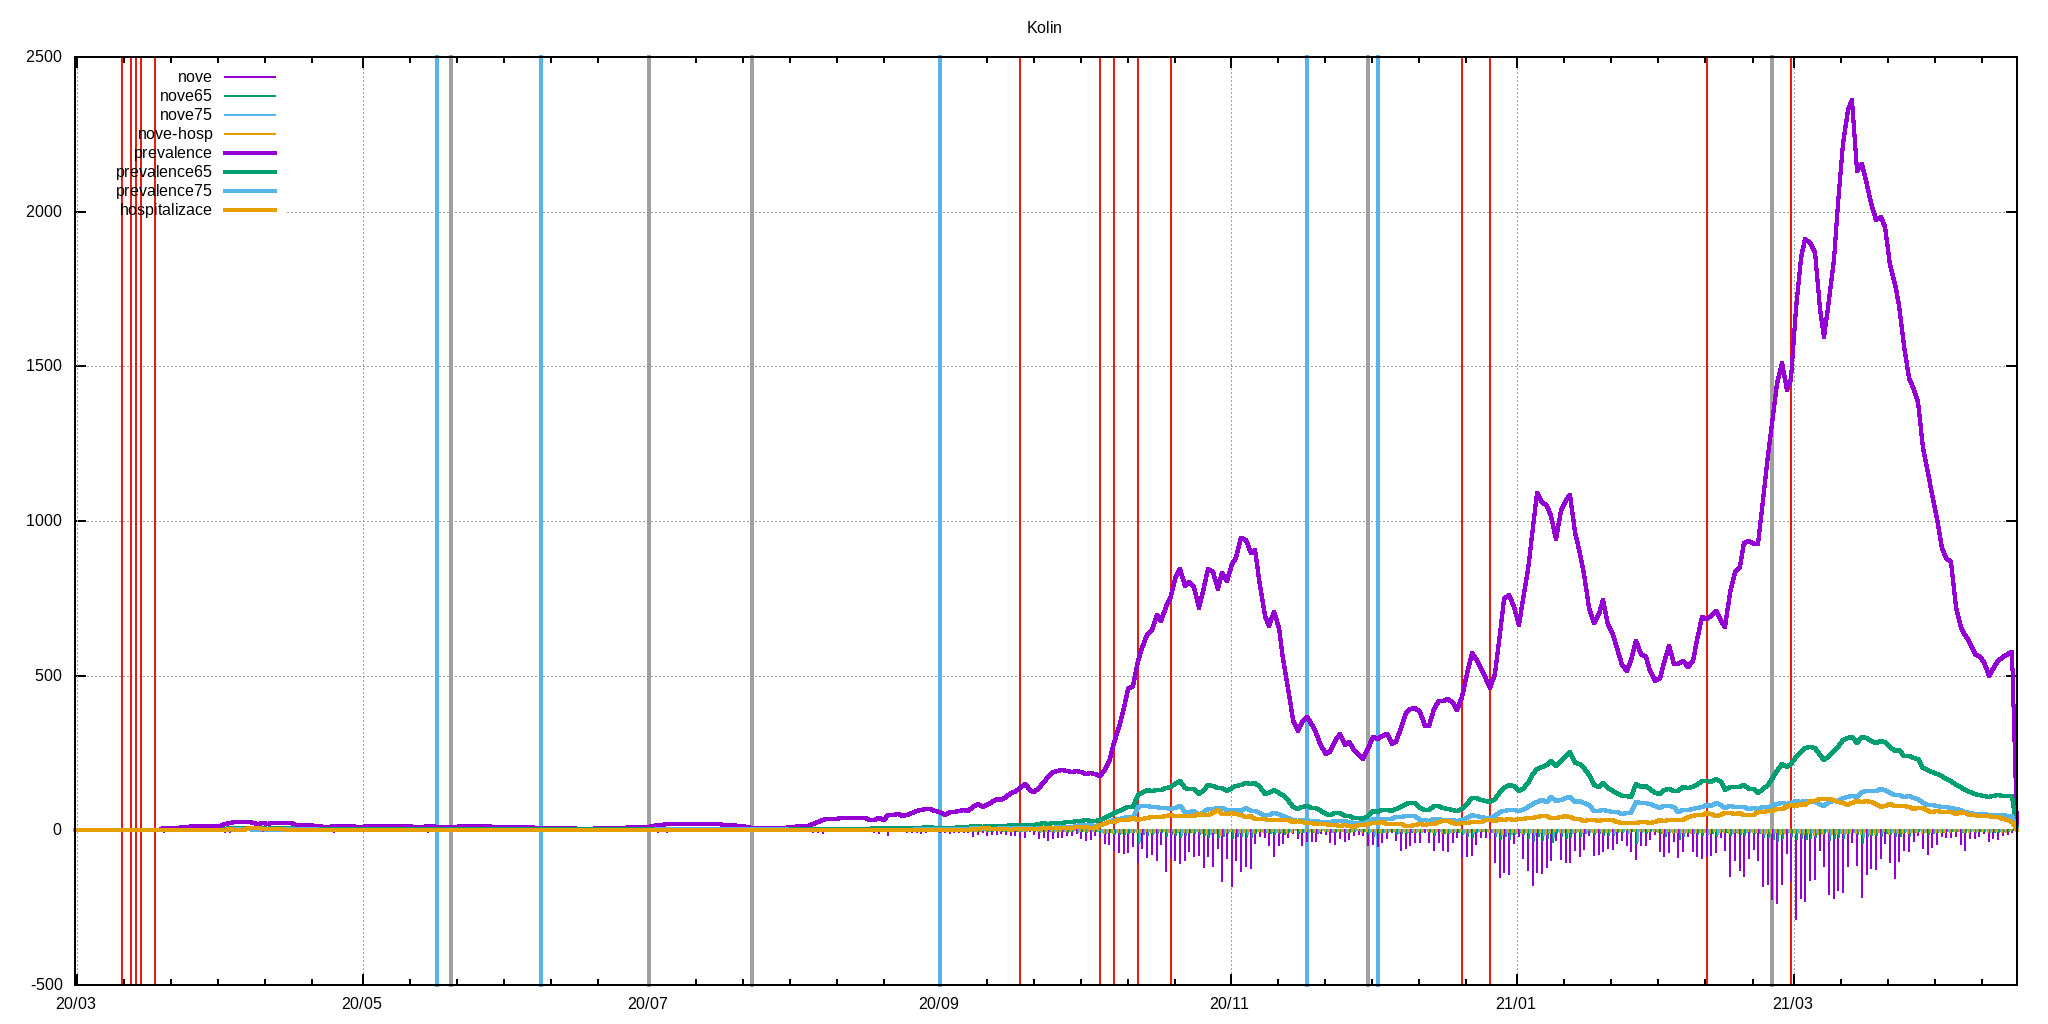 Kolin
2500
2000
1500
1000
500
0
-500
nove
nove65
nove75
nove-hosp
prevalence
prevalence65
prevalence75
hospitalizace
20/03 20/05 20/07 20/09 20/11 21/01 21/03